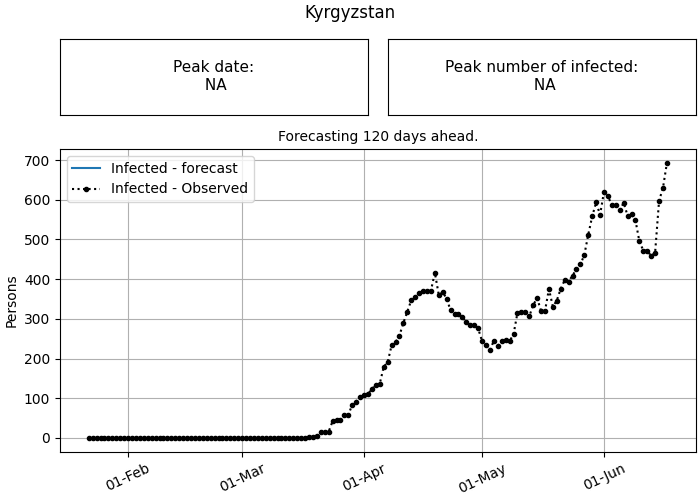 Kyrgyzstan
Peak date:
NA
Peak number of infected:
NA
Forecasting 120 days ahead.
Infected - forecast
Infected - Observed
Persons
700
600
500
400
300
200
100
0
01-Feb
01-Mar
01-Apr
01-May
01-Jun